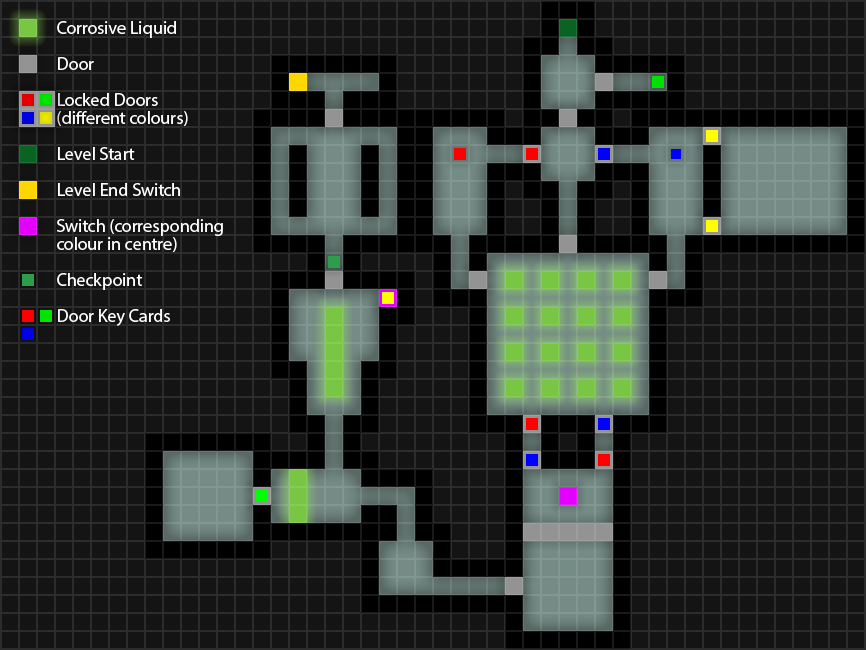 Corrosive Liquid
Door
Locked Doors
(different colours)
Level Start
Level End Switch
Switch (corresponding
colour in centre)
Checkpoint
Door Key Cards